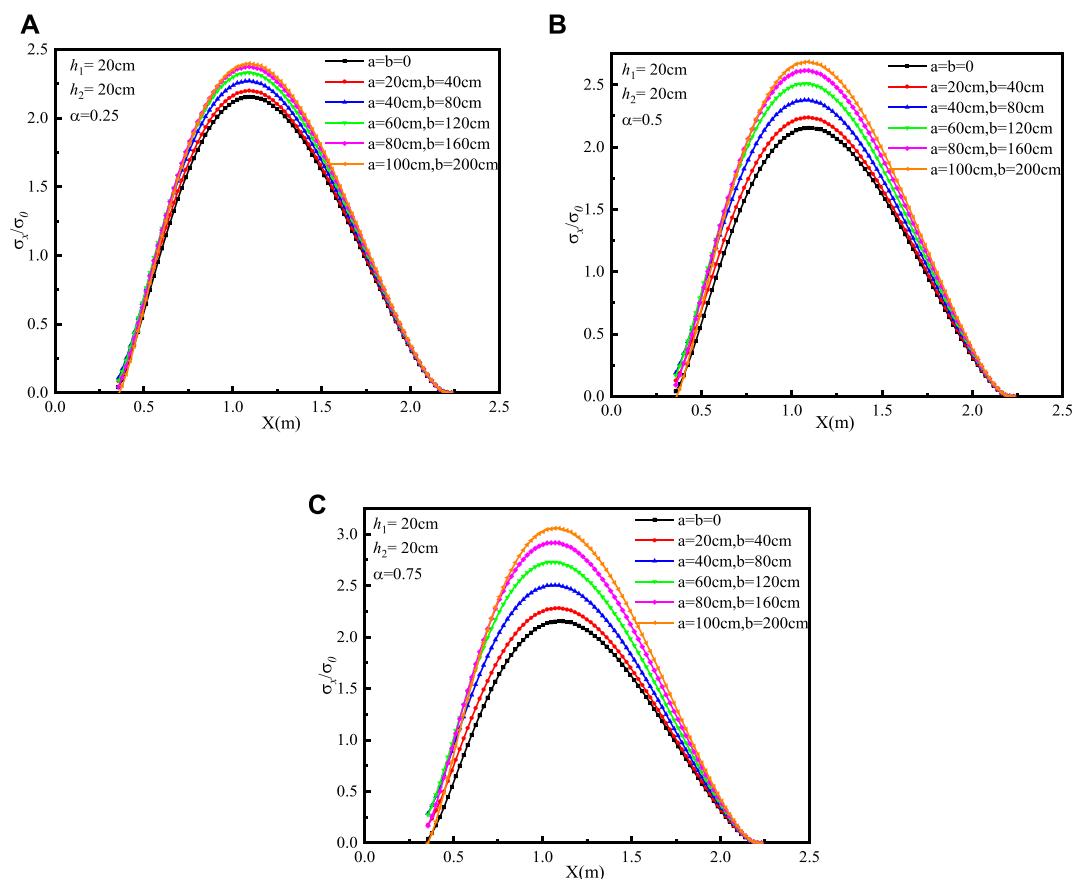 A
h1= 20cm
h2= 20cm
α=0.25
a=b=0
a=20cm,b=40cm
a=40cm,b=80cm
a=60cm,b=120cm
a=80cm,b=160cm
a=100cm,b=200cm
σx/σ0
2.5
2.0
1.5
1.0
0.5
0.0
0.0 0.5 1.0 1.5 2.0 2.5
X(m)
B
h1= 20cm
h2= 20cm
α=0.5
a=b=0
a=20cm,b=40cm
a=40cm,b=80cm
a=60cm,b=120cm
a=80cm,b=160cm
a=100cm,b=200cm
σx/σ0
2.5
2.0
1.5
1.0
0.5
0.0
0.0 0.5 1.0 1.5 2.0 2.5
X(m)
C
h1= 20cm
h2= 20cm
α=0.75
a=b=0
a=20cm,b=40cm
a=40cm,b=80cm
a=60cm,b=120cm
a=80cm,b=160cm
a=100cm,b=200cm
σx/σ0
3.0
2.5
2.0
1.5
1.0
0.5
0.0
0.0 0.5 1.0 1.5 2.0 2.5
X(m)